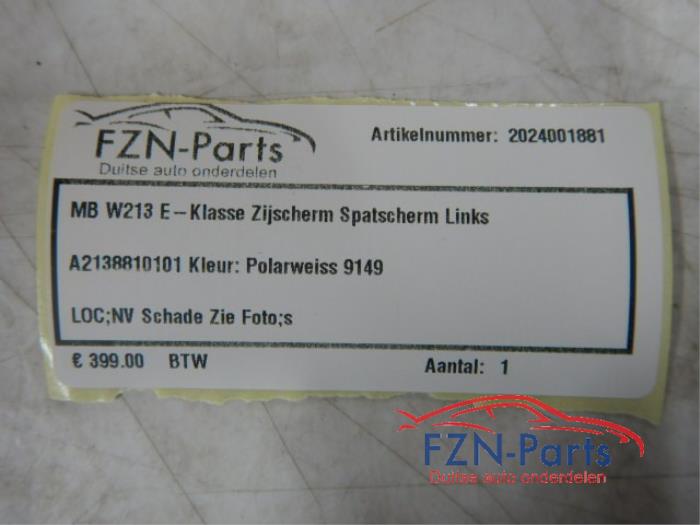 FZN-Parts
Duitse auto onderdelen
Artikelnummer: 2024001881
MB W213 E-Klasse Zijscherm Spatscherm Links
A2138810101 Kleur: Polarweiss 9149
LOC;NV Schade Zie Foto;s
€ 399.00 BTW
Aantal: 1
FZN-Parts
Duitse auto onderdelen